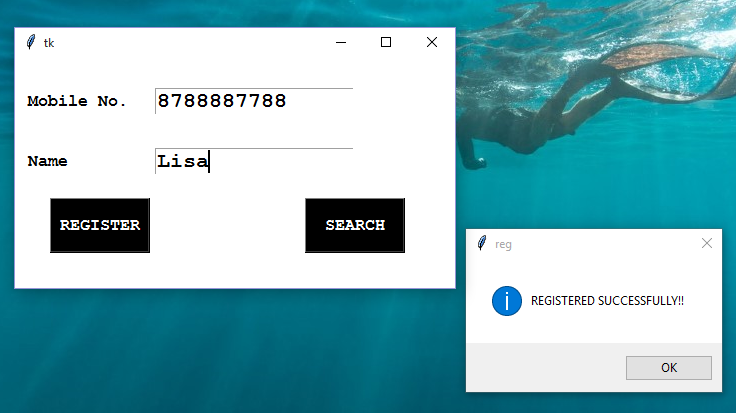 tk
Mobile No. 8788887788
Name Lisa
REGISTER SEARCH
reg
REGISTERED SUCCESSFULLY!!
OK